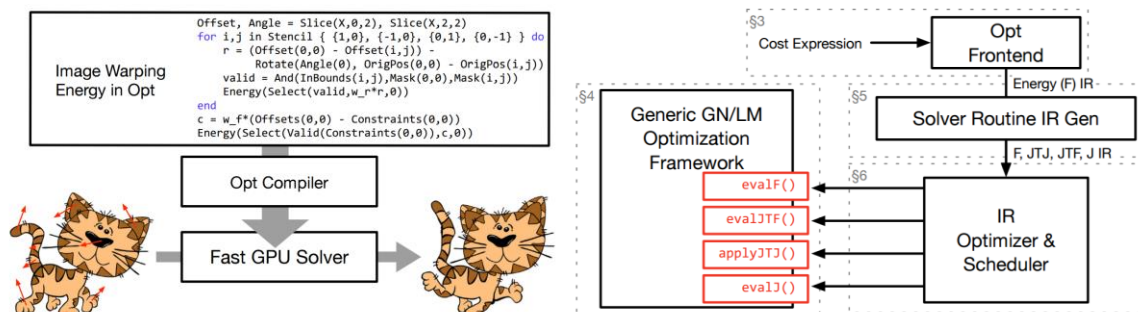 Image Warping
Energy in Opt
Offset, Angle = Slice(X,0,2), Slice(X,2,2)
for i,j in Stencil { {1,0}, {-1,0}, {0,1}, {0,-1} } do
r = (Offset(0,0) - Offset(i,j)) -
Rotate(Angle(0), OrigPos(0,0) - OrigPos(i,j))
valid = And(InBounds(i,j),Mask(0,0),Mask(i,j))
Energy(Select(valid,w_r*r,0))
end
c = w_f*(Offsets(0,0) - Constraints(0,0))
Energy(Select(Valid(Constraints(0,0)),c,0))
Opt Compiler
Fast GPU Solver
§3
Cost Expression
Opt
Frontend
Energy (F) IR
§5
Solver Routine IR Gen
F, JTJ, JTF, J IR
§4
Generic GN/LM
Optimization
Framework
evalF()
evalJTF()
applyJTJ()
evalJ()
§6
IR
Optimizer &
Scheduler